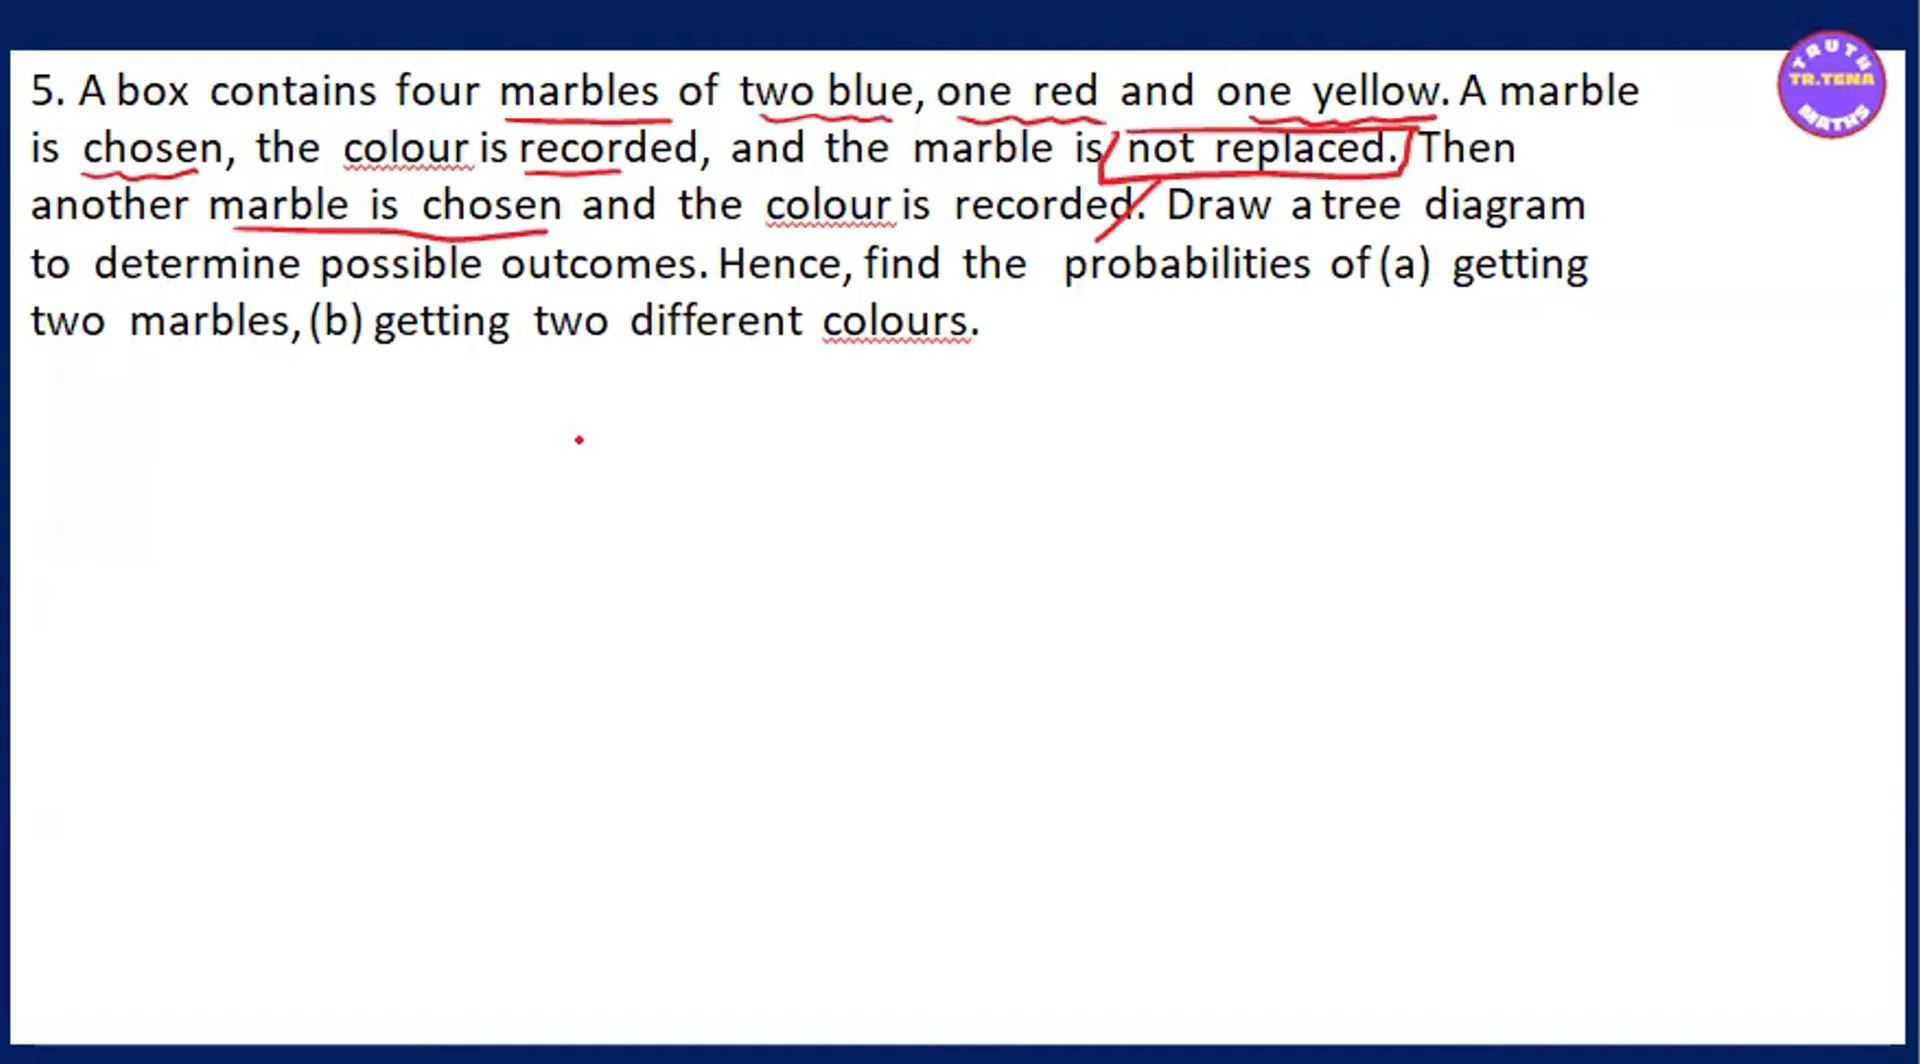 5. A box contains four marbles of two blue, one red and one yellow. A marble
is chosen, the colour is recorded, and the marble is not replaced. Then
another marble is chosen and the colour is recorded. Draw a tree diagram
to determine possible outcomes. Hence, find the probabilities of (a) getting
two marbles, (b) getting two different colours.
TRUTH
TR.TENA
MATHS